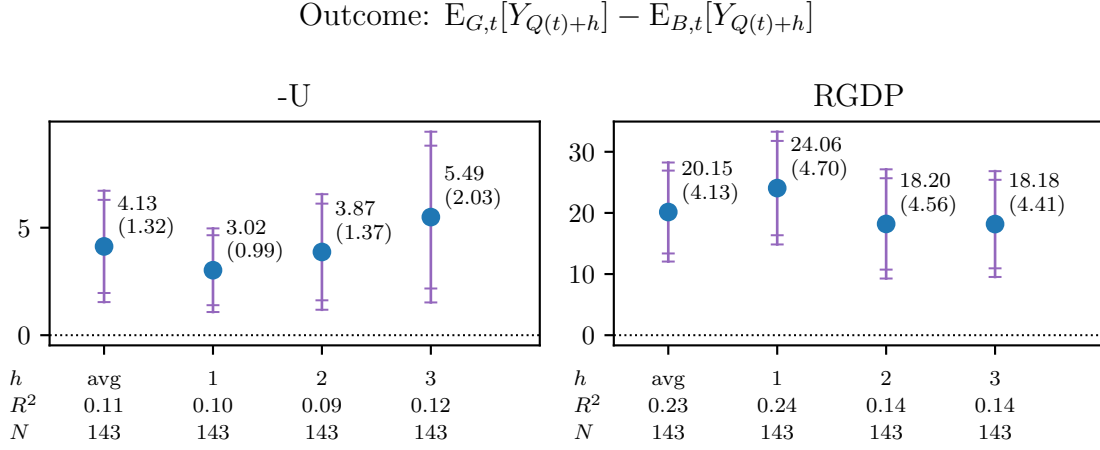 Outcome: E_{G,t}[Y_{Q(t)+h}] − E_{B,t}[Y_{Q(t)+h}]
-U
5
0
4.13
(1.32)
3.02
(0.99)
3.87
(1.37)
5.49
(2.03)
h avg 1 2 3
R² 0.11 0.10 0.09 0.12
N 143 143 143 143
RGDP
30
20
10
0
20.15
(4.13)
24.06
(4.70)
18.20
(4.56)
18.18
(4.41)
h avg 1 2 3
R² 0.23 0.24 0.14 0.14
N 143 143 143 143